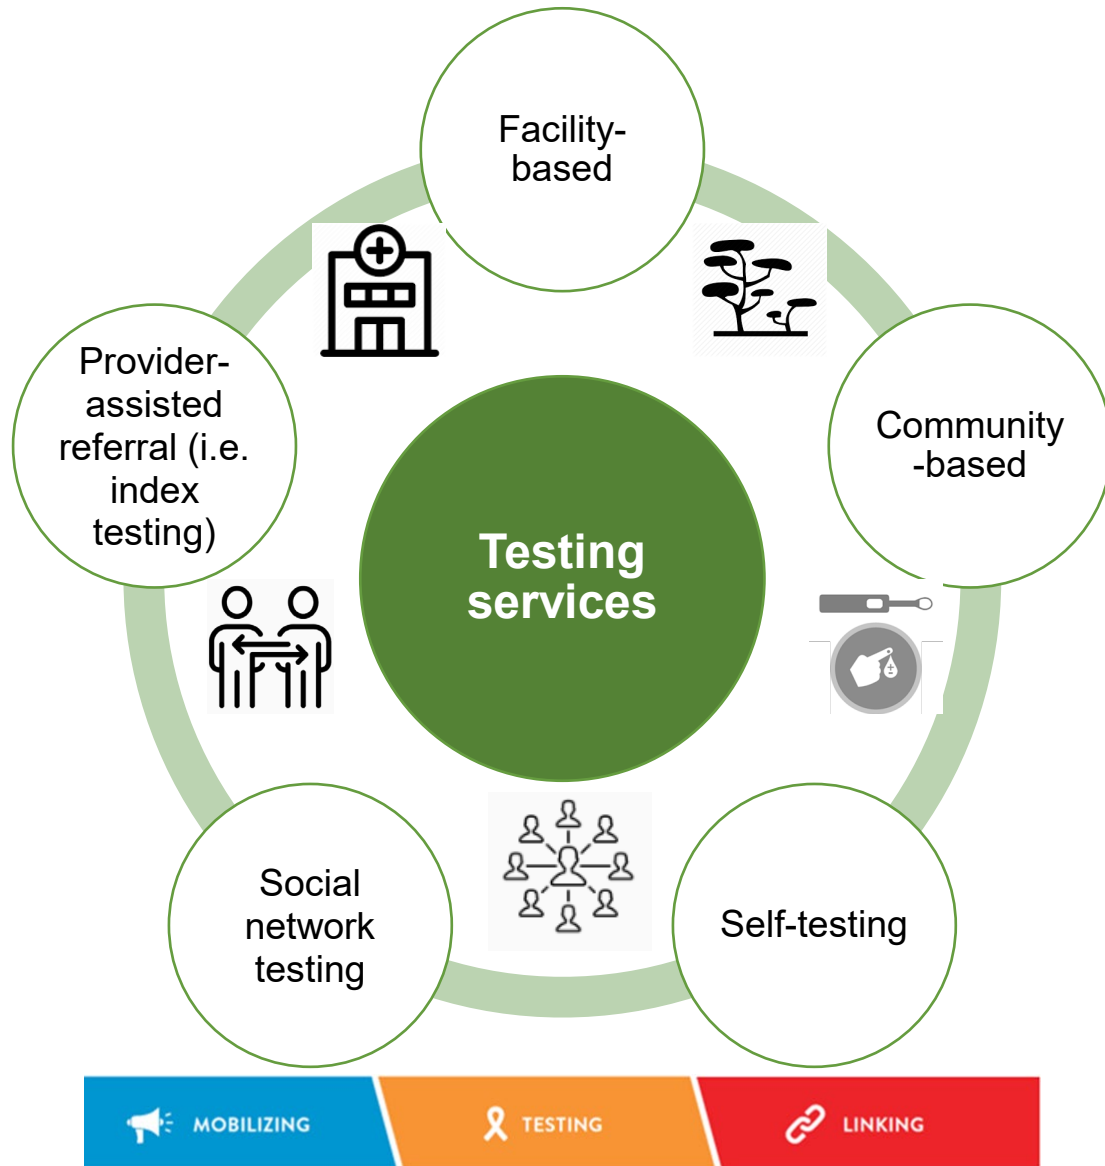 Facility-
based
Provider-
assisted
referral (i.e.
index
testing)
Community
-based
Testing
services
Social
network
testing
Self-testing
MOBILIZING
TESTING
LINKING